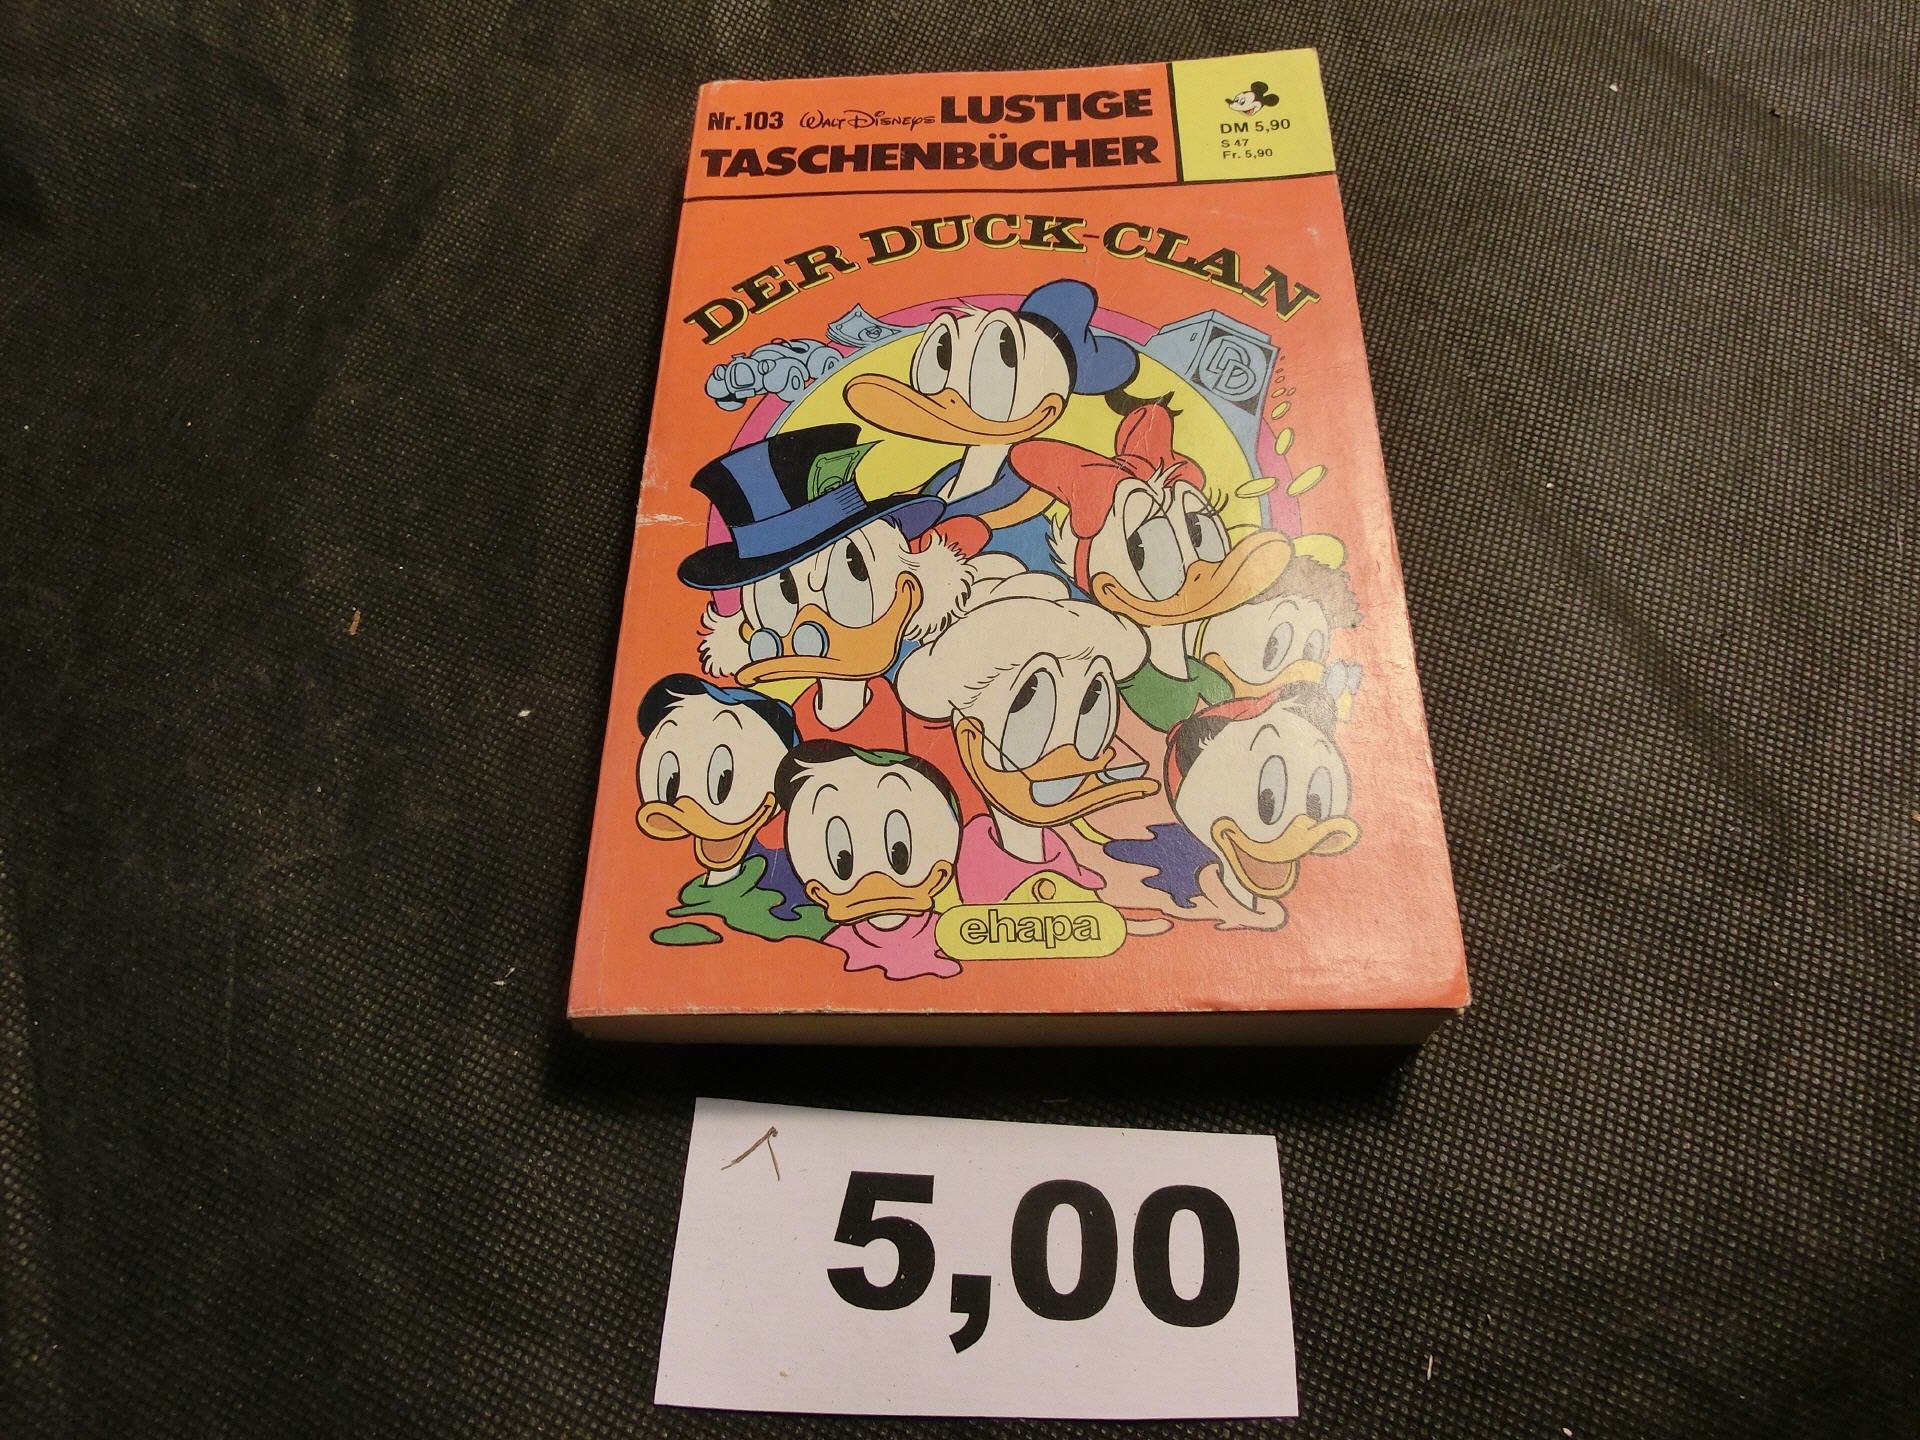 Nr.103 Walt Disneys LUSTIGE
TASCHENBÜCHER
DM 5,90
S 47
Fr. 5,90
DER DUCK-CLAN
DD
ehapa
5,00